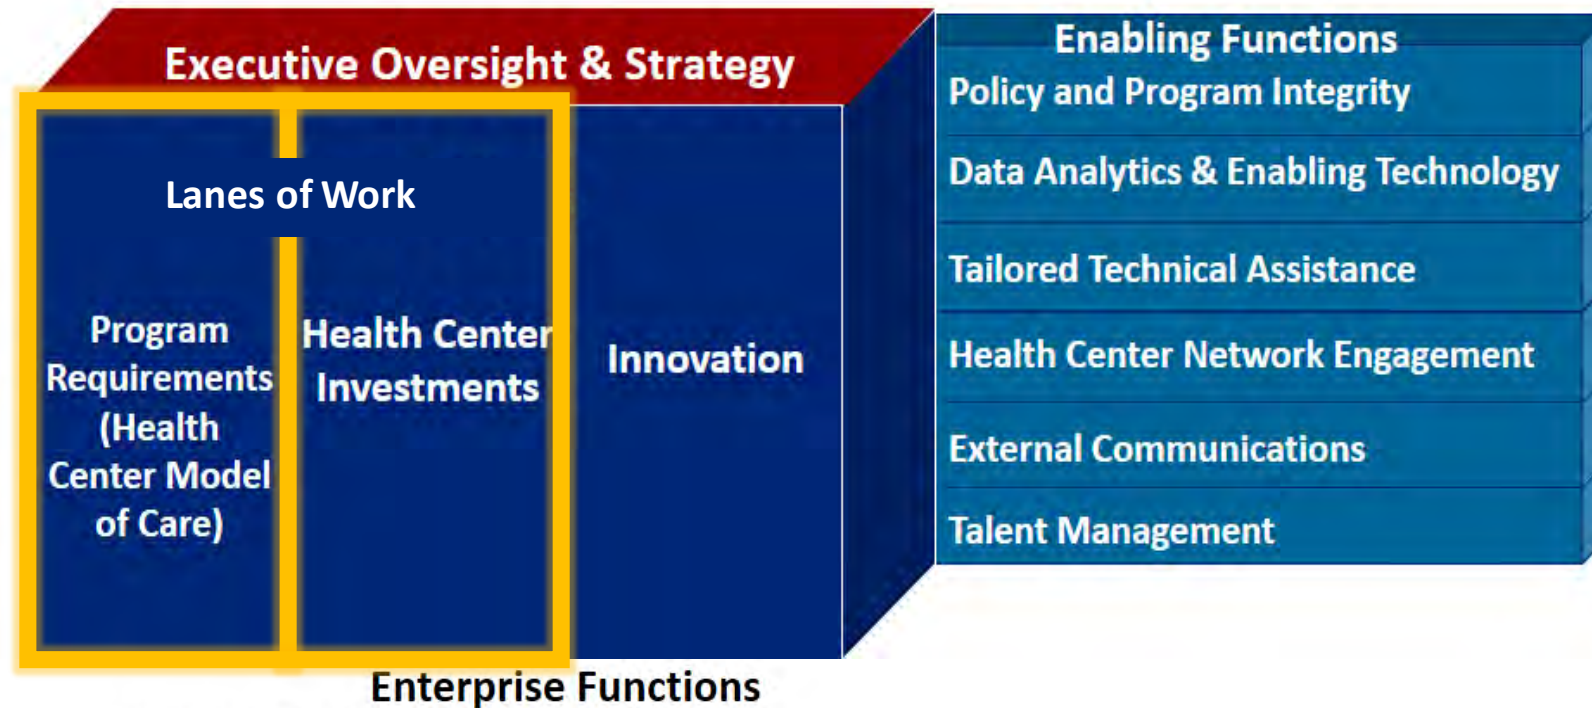 Executive Oversight & Strategy
Lanes of Work
Program
Requirements
(Health
Center Model
of Care)
Health Center
Investments
Innovation
Enterprise Functions
Enabling Functions
Policy and Program Integrity
Data Analytics & Enabling Technology
Tailored Technical Assistance
Health Center Network Engagement
External Communications
Talent Management